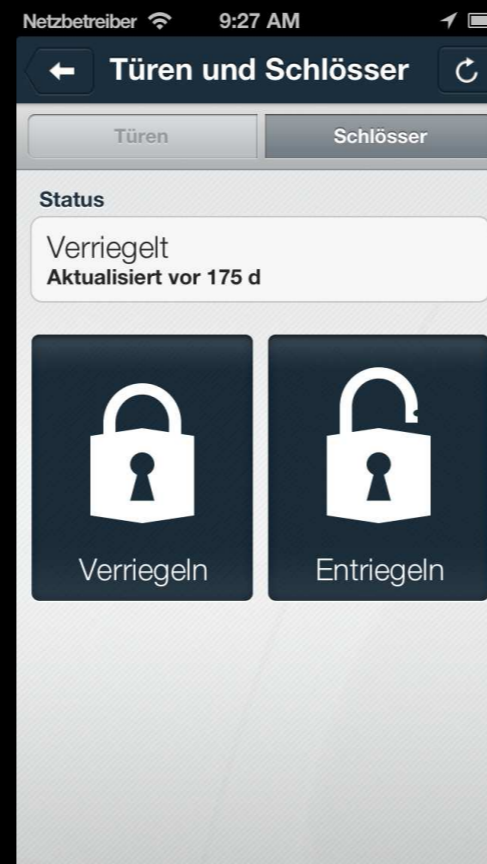 Netzbetreiber 9:27 AM
Türen und Schlösser
Türen Schlösser
Status
Verriegelt
Aktualisiert vor 175 d
Verriegeln Entriegeln